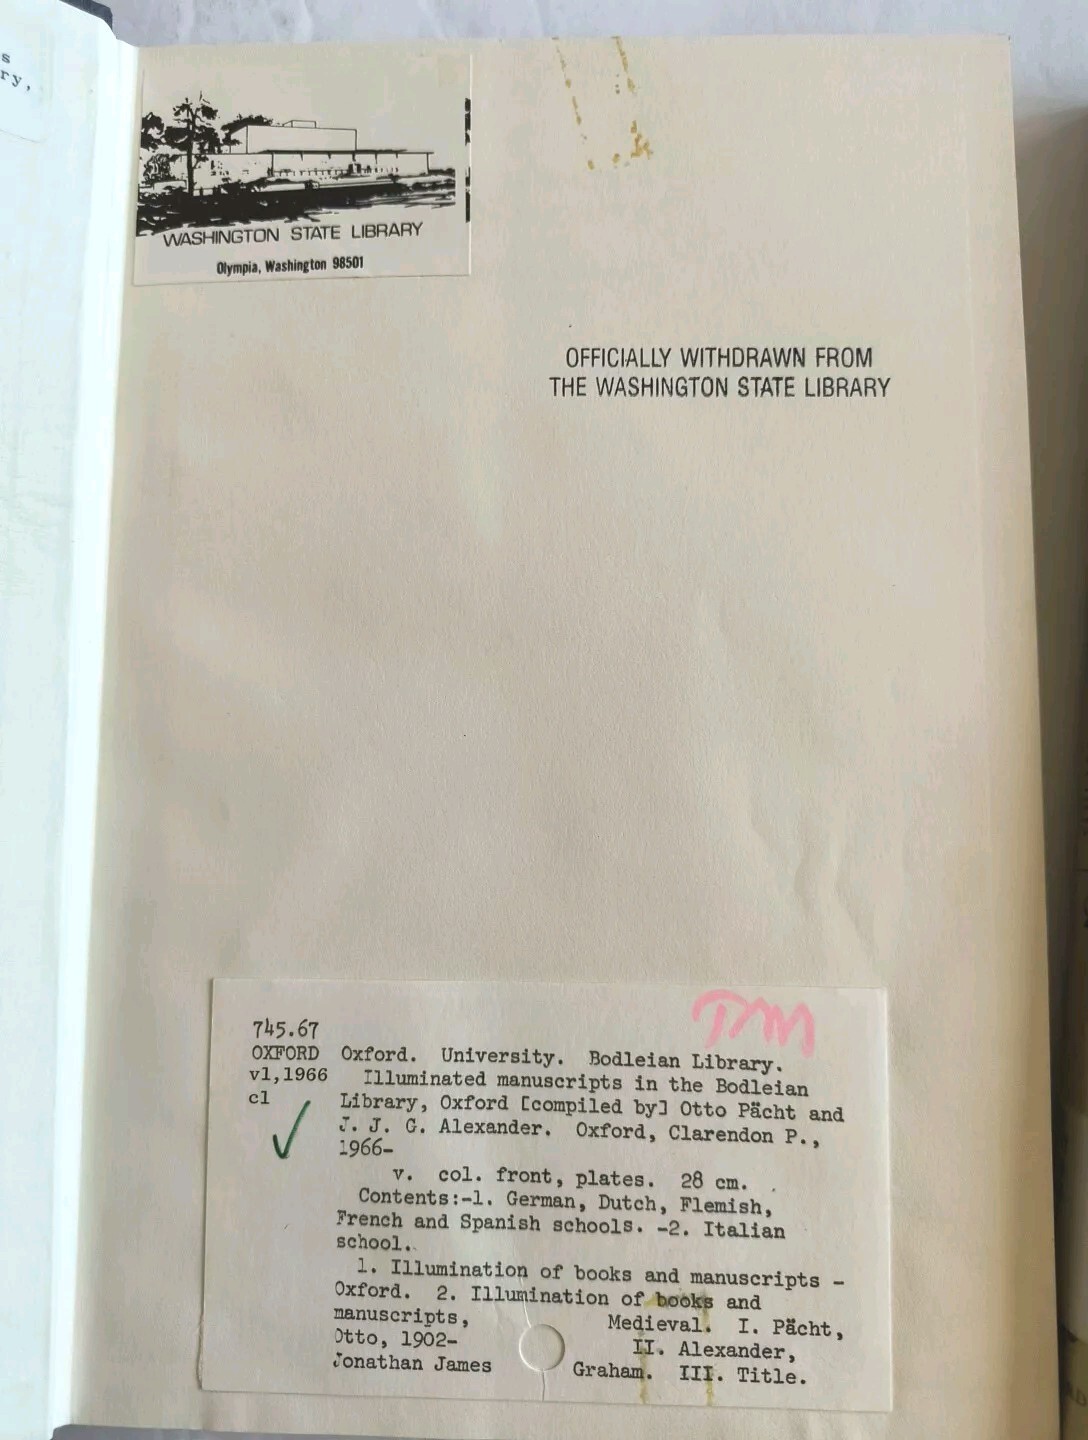 s
ry,
WASHINGTON STATE LIBRARY
Olympia, Washington 98501
OFFICIALLY WITHDRAWN FROM
THE WASHINGTON STATE LIBRARY
DM
745.67
OXFORD Oxford. University. Bodleian Library.
v1,1966 Illuminated manuscripts in the Bodleian
c1 Library, Oxford [compiled by] Otto Pächt and
J. J. G. Alexander. Oxford, Clarendon P.,
1966-
v. col. front, plates. 28 cm.
Contents:-1. German, Dutch, Flemish,
French and Spanish schools. -2. Italian
school.
1. Illumination of books and manuscripts -
Oxford. 2. Illumination of books and
manuscripts, Medieval. I. Pächt,
Otto, 1902- II. Alexander,
Jonathan James Graham. III. Title.